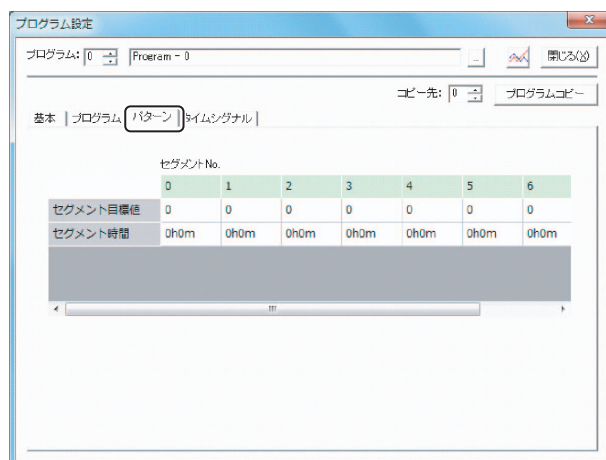 プログラム設定
プログラム: 0 Program - 0 ... 閉じる(X)
コピー先: 0 プログラムコピー
基本 プログラム パターン タイムシグナル
セグメントNo.
0 1 2 3 4 5 6
セグメント目標値 0 0 0 0 0 0 0
セグメント時間 0h0m 0h0m 0h0m 0h0m 0h0m 0h0m 0h0m